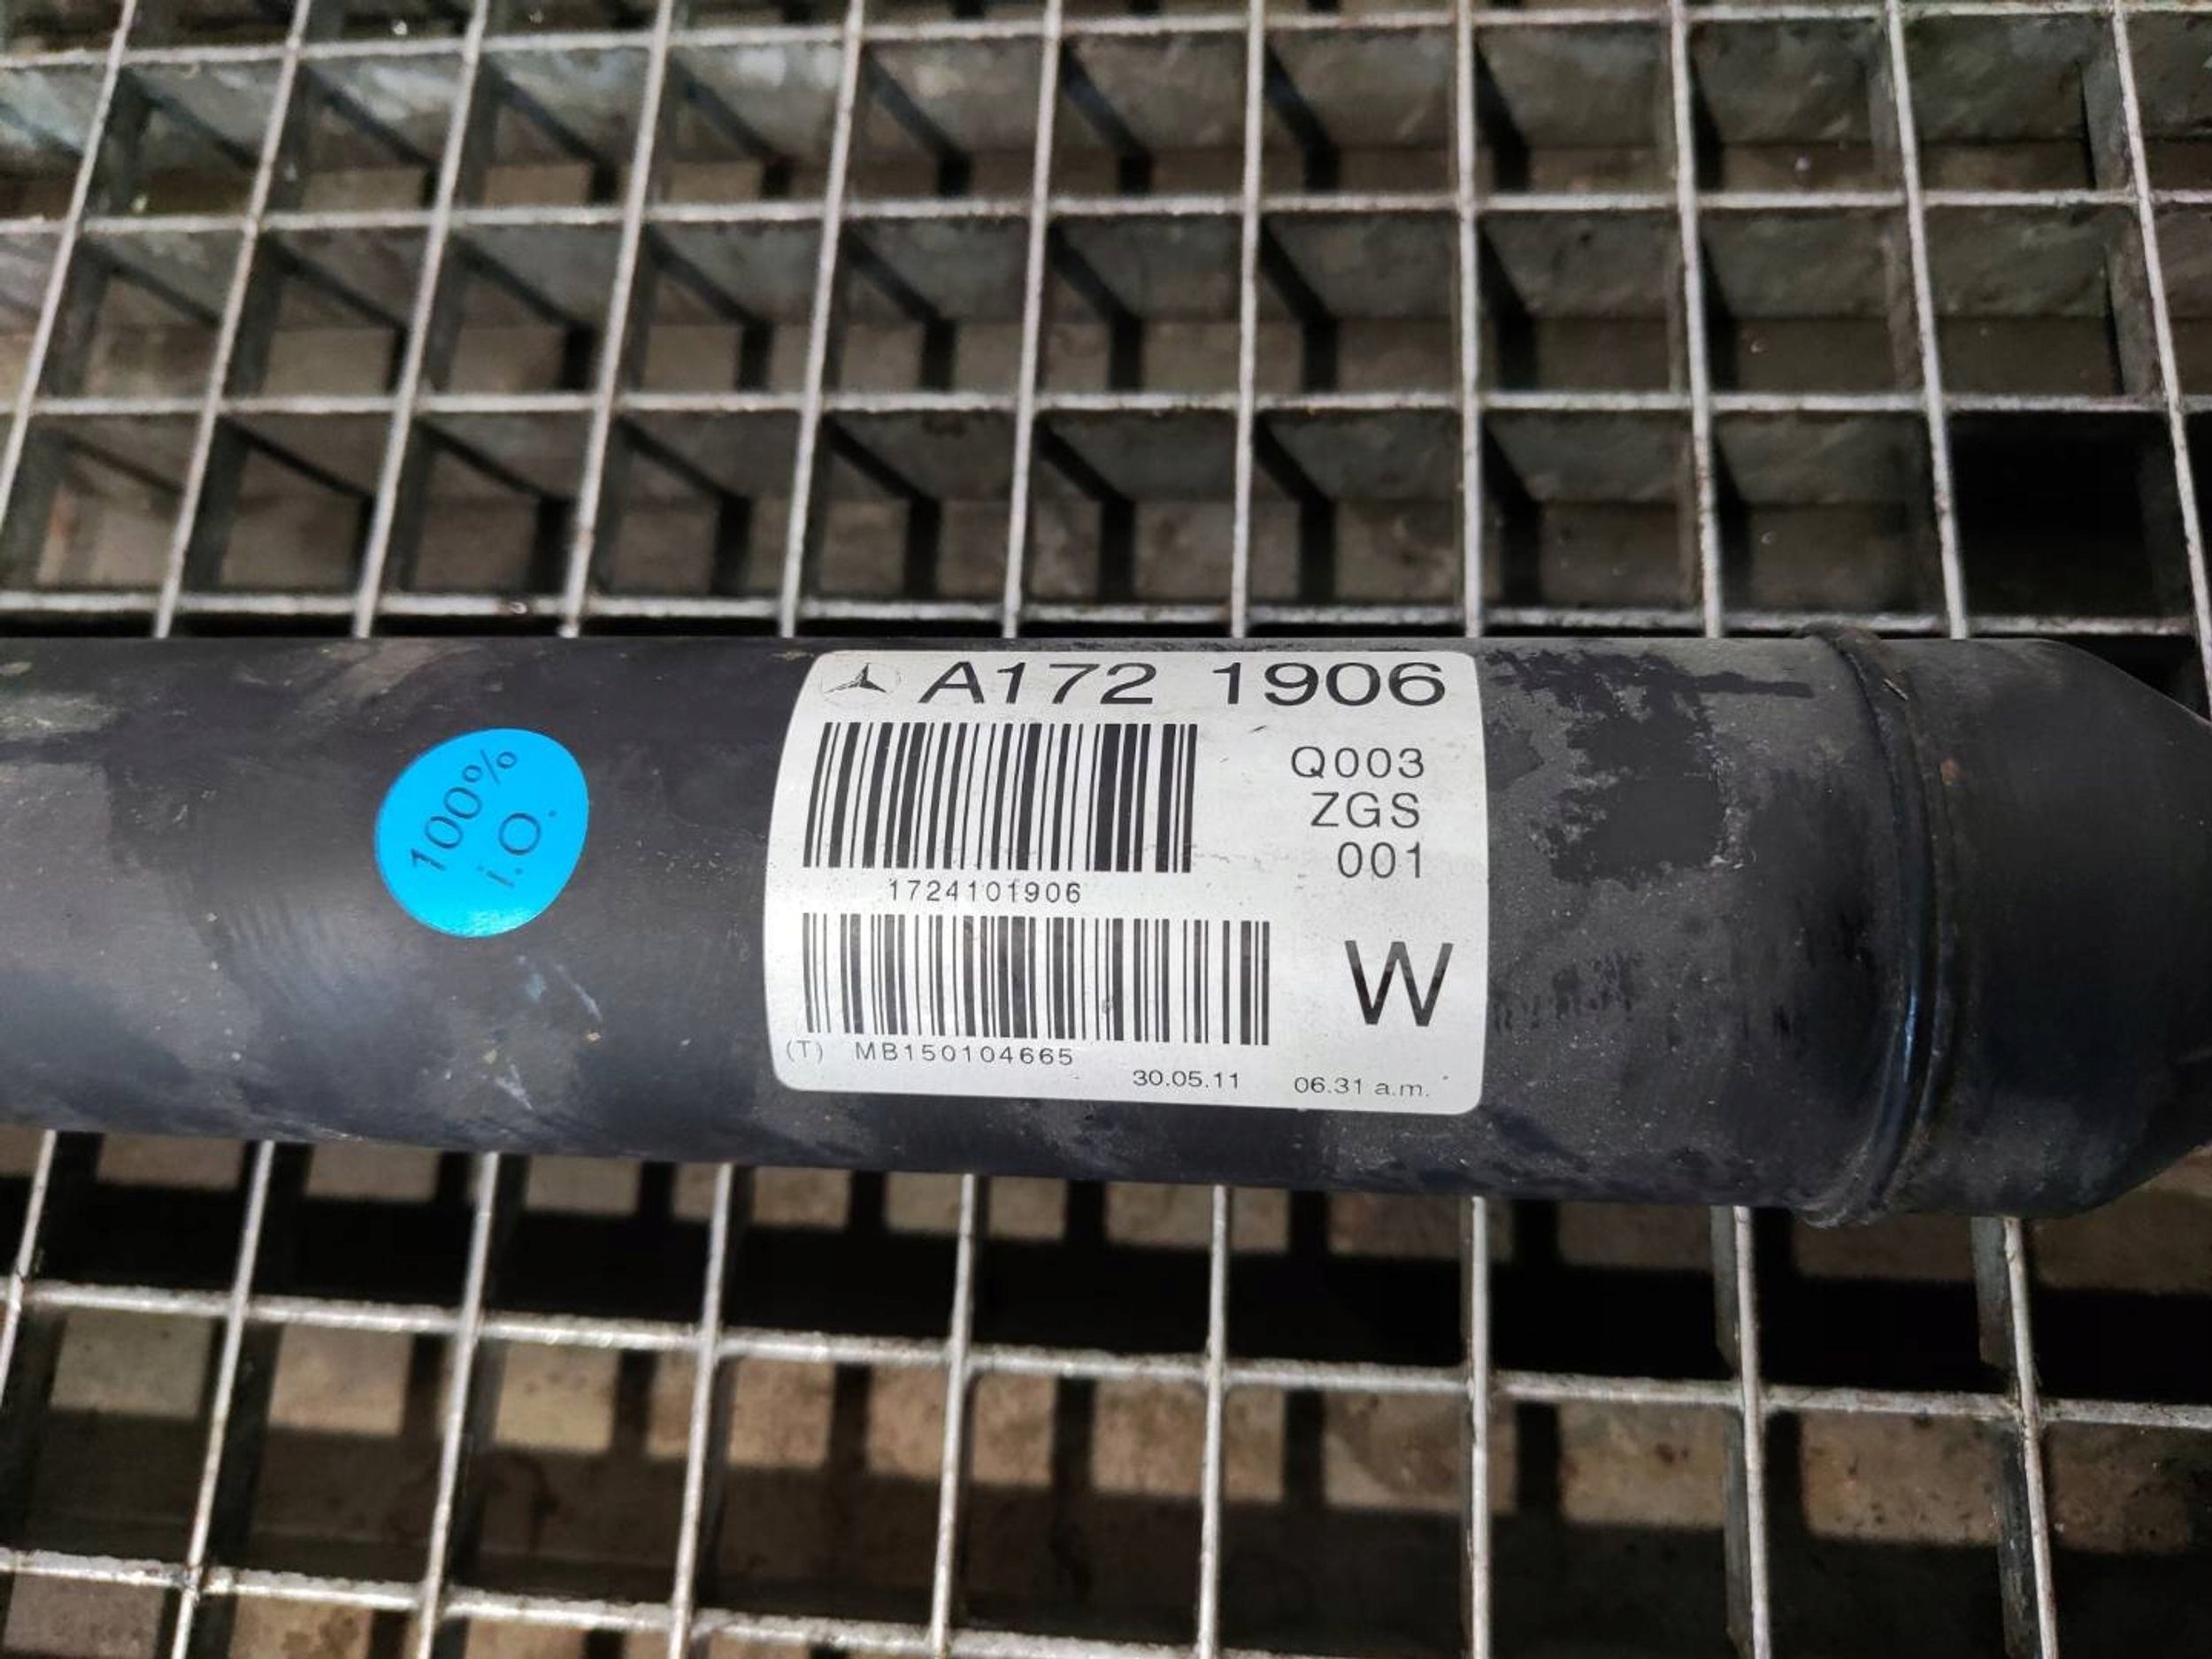 100%
i.O.
A172 1906
Q003
ZGS
001
1724101906
W
(T) MB150104665
30.05.11 06.31 a.m.